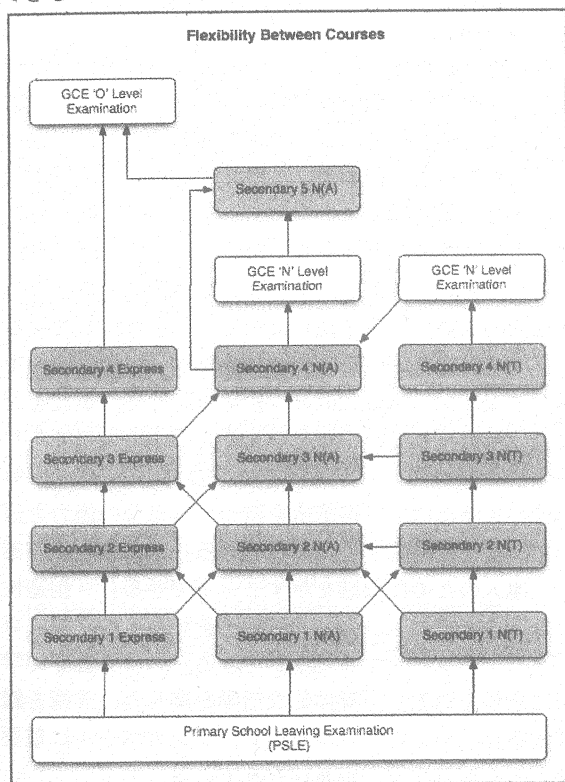 Flexibility Between Courses
GCE 'O' Level
Examination
Secondary 5 N(A)
GCE 'N' Level
Examination
GCE 'N' Level
Examination
Secondary 4 Express
Secondary 4 N(A)
Secondary 4 N(T)
Secondary 3 Express
Secondary 3 N(A)
Secondary 3 N(T)
Secondary 2 Express
Secondary 2 N(A)
Secondary 2 N(T)
Secondary 1 Express
Secondary 1 N(A)
Secondary 1 N(T)
Primary School Leaving Examination
(PSLE)